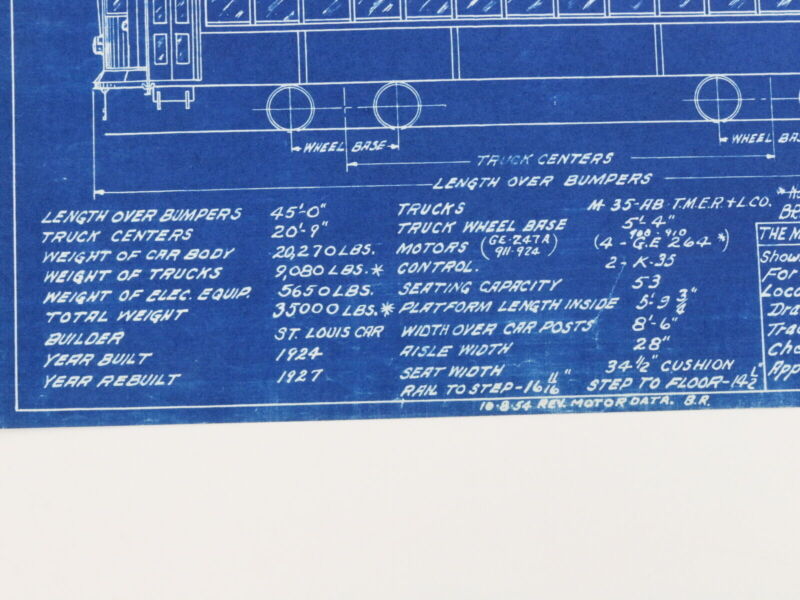 WHEEL BASE
WHEEL BAS
TRUCK CENTERS
LENGTH OVER BUMPERS
LENGTH OVER BUMPERS 45'-0"
TRUCK CENTERS 20'-9"
WEIGHT OF CAR BODY 20,270 LBS.
WEIGHT OF TRUCKS 9,080 LBS.*
WEIGHT OF ELEC. EQUIP. 5650 LBS.
TOTAL WEIGHT 35000 LBS.*
BUILDER ST. LOUIS CAR
YEAR BUILT 1924
YEAR REBUILT 1927
TRUCKS M 35-AB T.M.E.R.+L CO.
TRUCK WHEEL BASE 5'-4"
MOTORS (GE-247A 911-924) (4-G.E 264*)
CONTROL. 2-K-35
SEATING CAPACITY 53
PLATFORM LENGTH INSIDE 5'-9 3/4"
WIDTH OVER CAR POSTS 8'-6"
AISLE WIDTH 28"
SEAT WIDTH 34 1/2" CUSHION
RAIL TO STEP-16 11/16" STEP TO FLOOR-14 1/2"
10-8-54 REV. MOTOR DATA. B.R.
BE
THE M
Show
For
Loca
Dra
Trac
Che
App